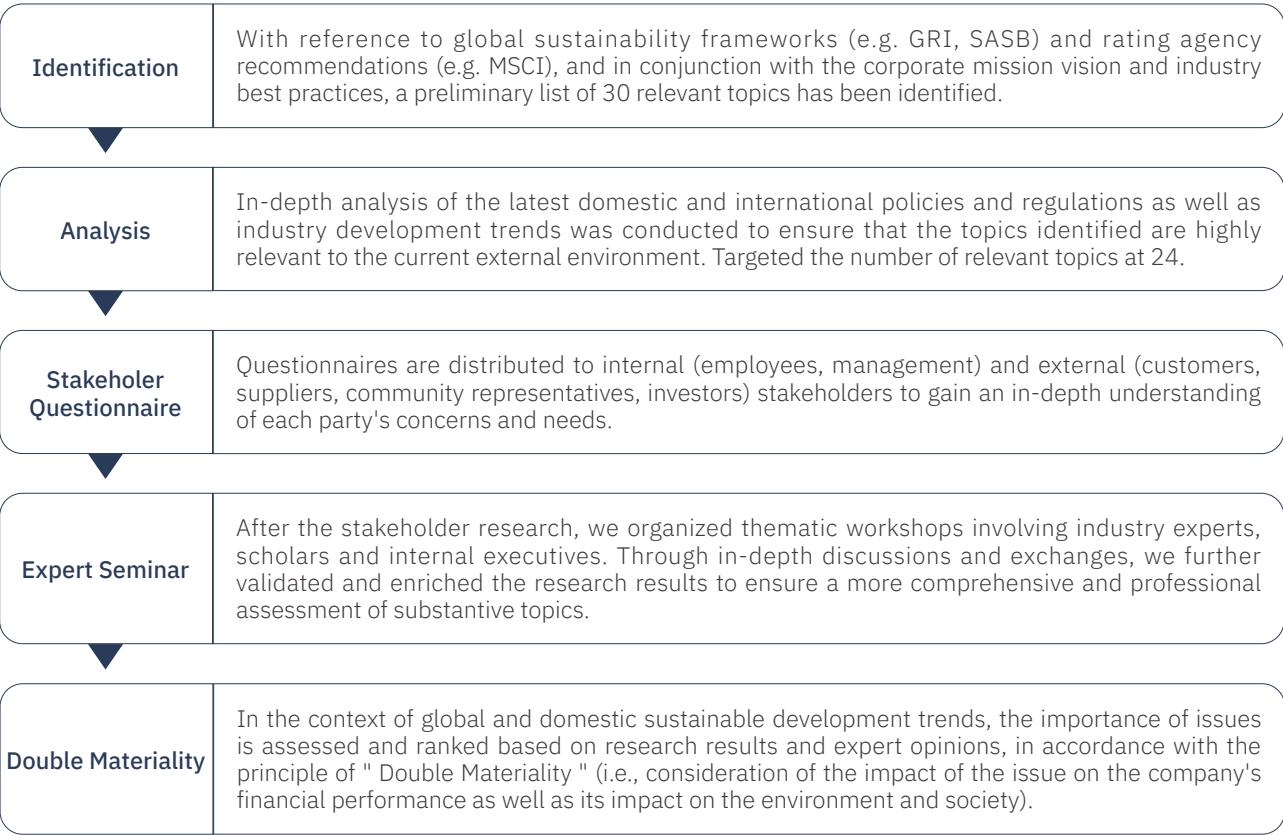 Identification
With reference to global sustainability frameworks (e.g. GRI, SASB) and rating agency
recommendations (e.g. MSCI), and in conjunction with the corporate mission vision and industry
best practices, a preliminary list of 30 relevant topics has been identified.
Analysis
In-depth analysis of the latest domestic and international policies and regulations as well as
industry development trends was conducted to ensure that the topics identified are highly
relevant to the current external environment. Targeted the number of relevant topics at 24.
Stakeholer
Questionnaire
Questionnaires are distributed to internal (employees, management) and external (customers,
suppliers, community representatives, investors) stakeholders to gain an in-depth understanding
of each party's concerns and needs.
Expert Seminar
After the stakeholder research, we organized thematic workshops involving industry experts,
scholars and internal executives. Through in-depth discussions and exchanges, we further
validated and enriched the research results to ensure a more comprehensive and professional
assessment of substantive topics.
Double Materiality
In the context of global and domestic sustainable development trends, the importance of issues
is assessed and ranked based on research results and expert opinions, in accordance with the
principle of " Double Materiality " (i.e., consideration of the impact of the issue on the company's
financial performance as well as its impact on the environment and society).